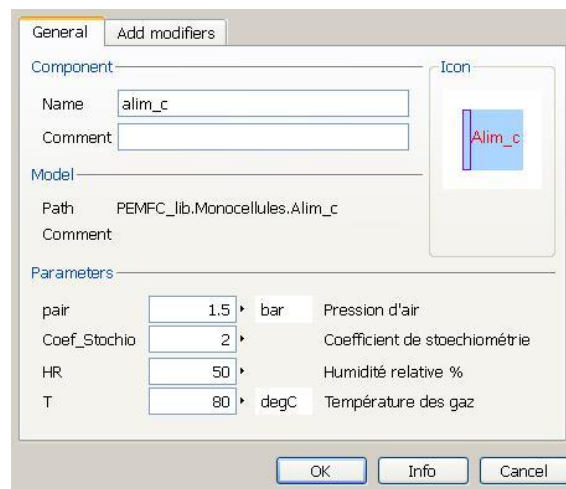 General Add modifiers
Component Icon
Name alim_c
Comment
Alim_c
Model
Path PEMFC_lib.Monocellules.Alim_c
Comment
Parameters
pair 1.5 bar Pression d'air
Coef_Stochio 2 Coefficient de stoechiométrie
HR 50 Humidité relative %
T 80 degC Température des gaz
OK Info Cancel